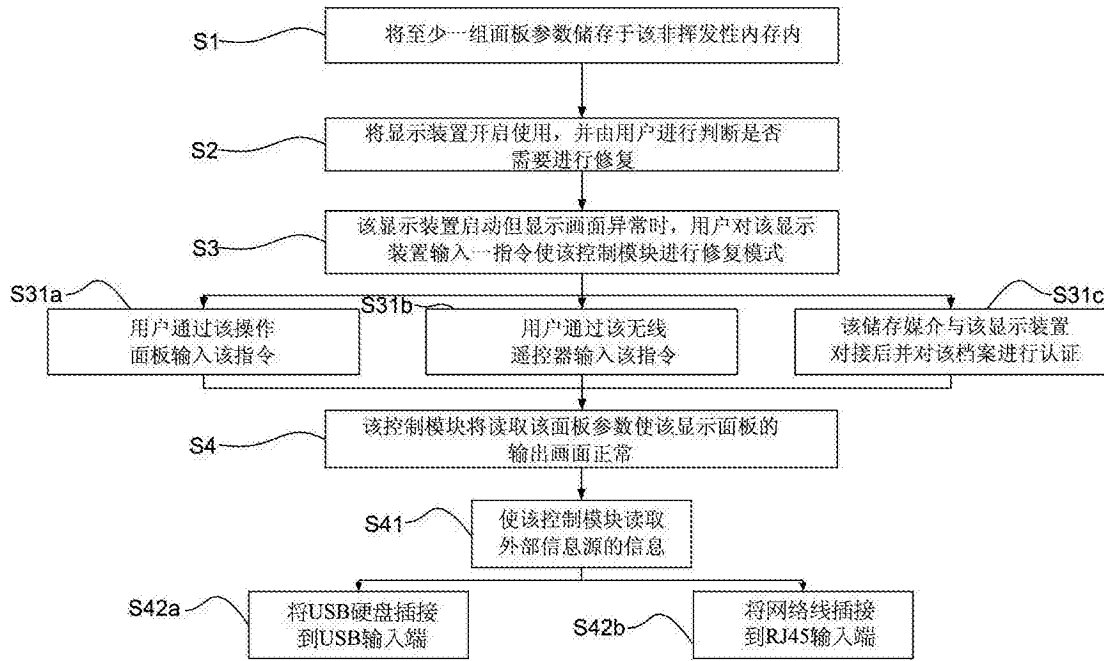 S1
将至少一组面板参数储存于该非挥发性内存内
S2
将显示装置开启使用，并由用户进行判断是否
需要进行修复
S3
该显示装置启动但显示画面异常时，用户对该显示
装置输入一指令使该控制模块进行修复模式
S31a
用户通过该操作
面板输入该指令
S31b
用户通过该无线
遥控器输入该指令
S31c
该储存媒介与该显示装置
对接后并对该档案进行认证
S4
该控制模块将读取该面板参数使该显示面板的
输出画面正常
S41
使该控制模块读取
外部信息源的信息
S42a
将USB硬盘插接
到USB输入端
S42b
将网络线插接
到RJ45输入端